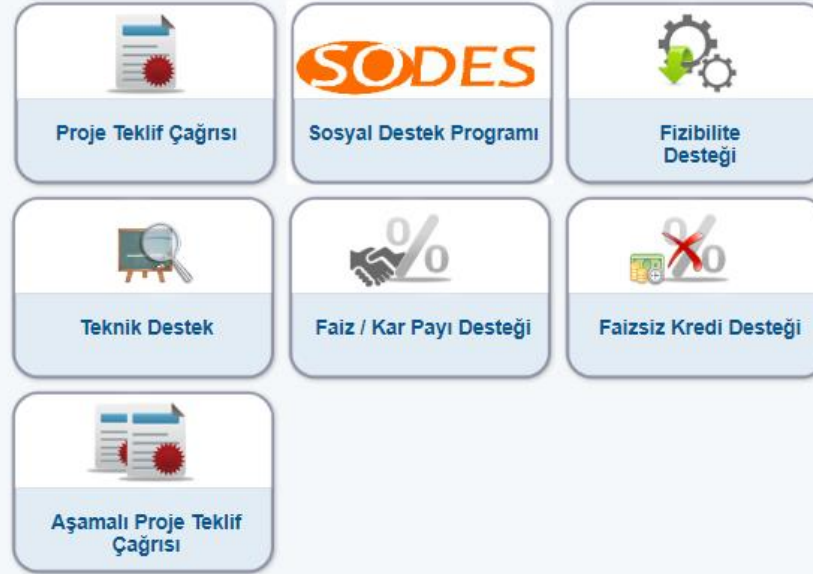 Proje Teklif Çağrısı
SODES
Sosyal Destek Programı
Fizibilite
Desteği
Teknik Destek
Faiz / Kar Payı Desteği
Faizsiz Kredi Desteği
Aşamalı Proje Teklif
Çağrısı